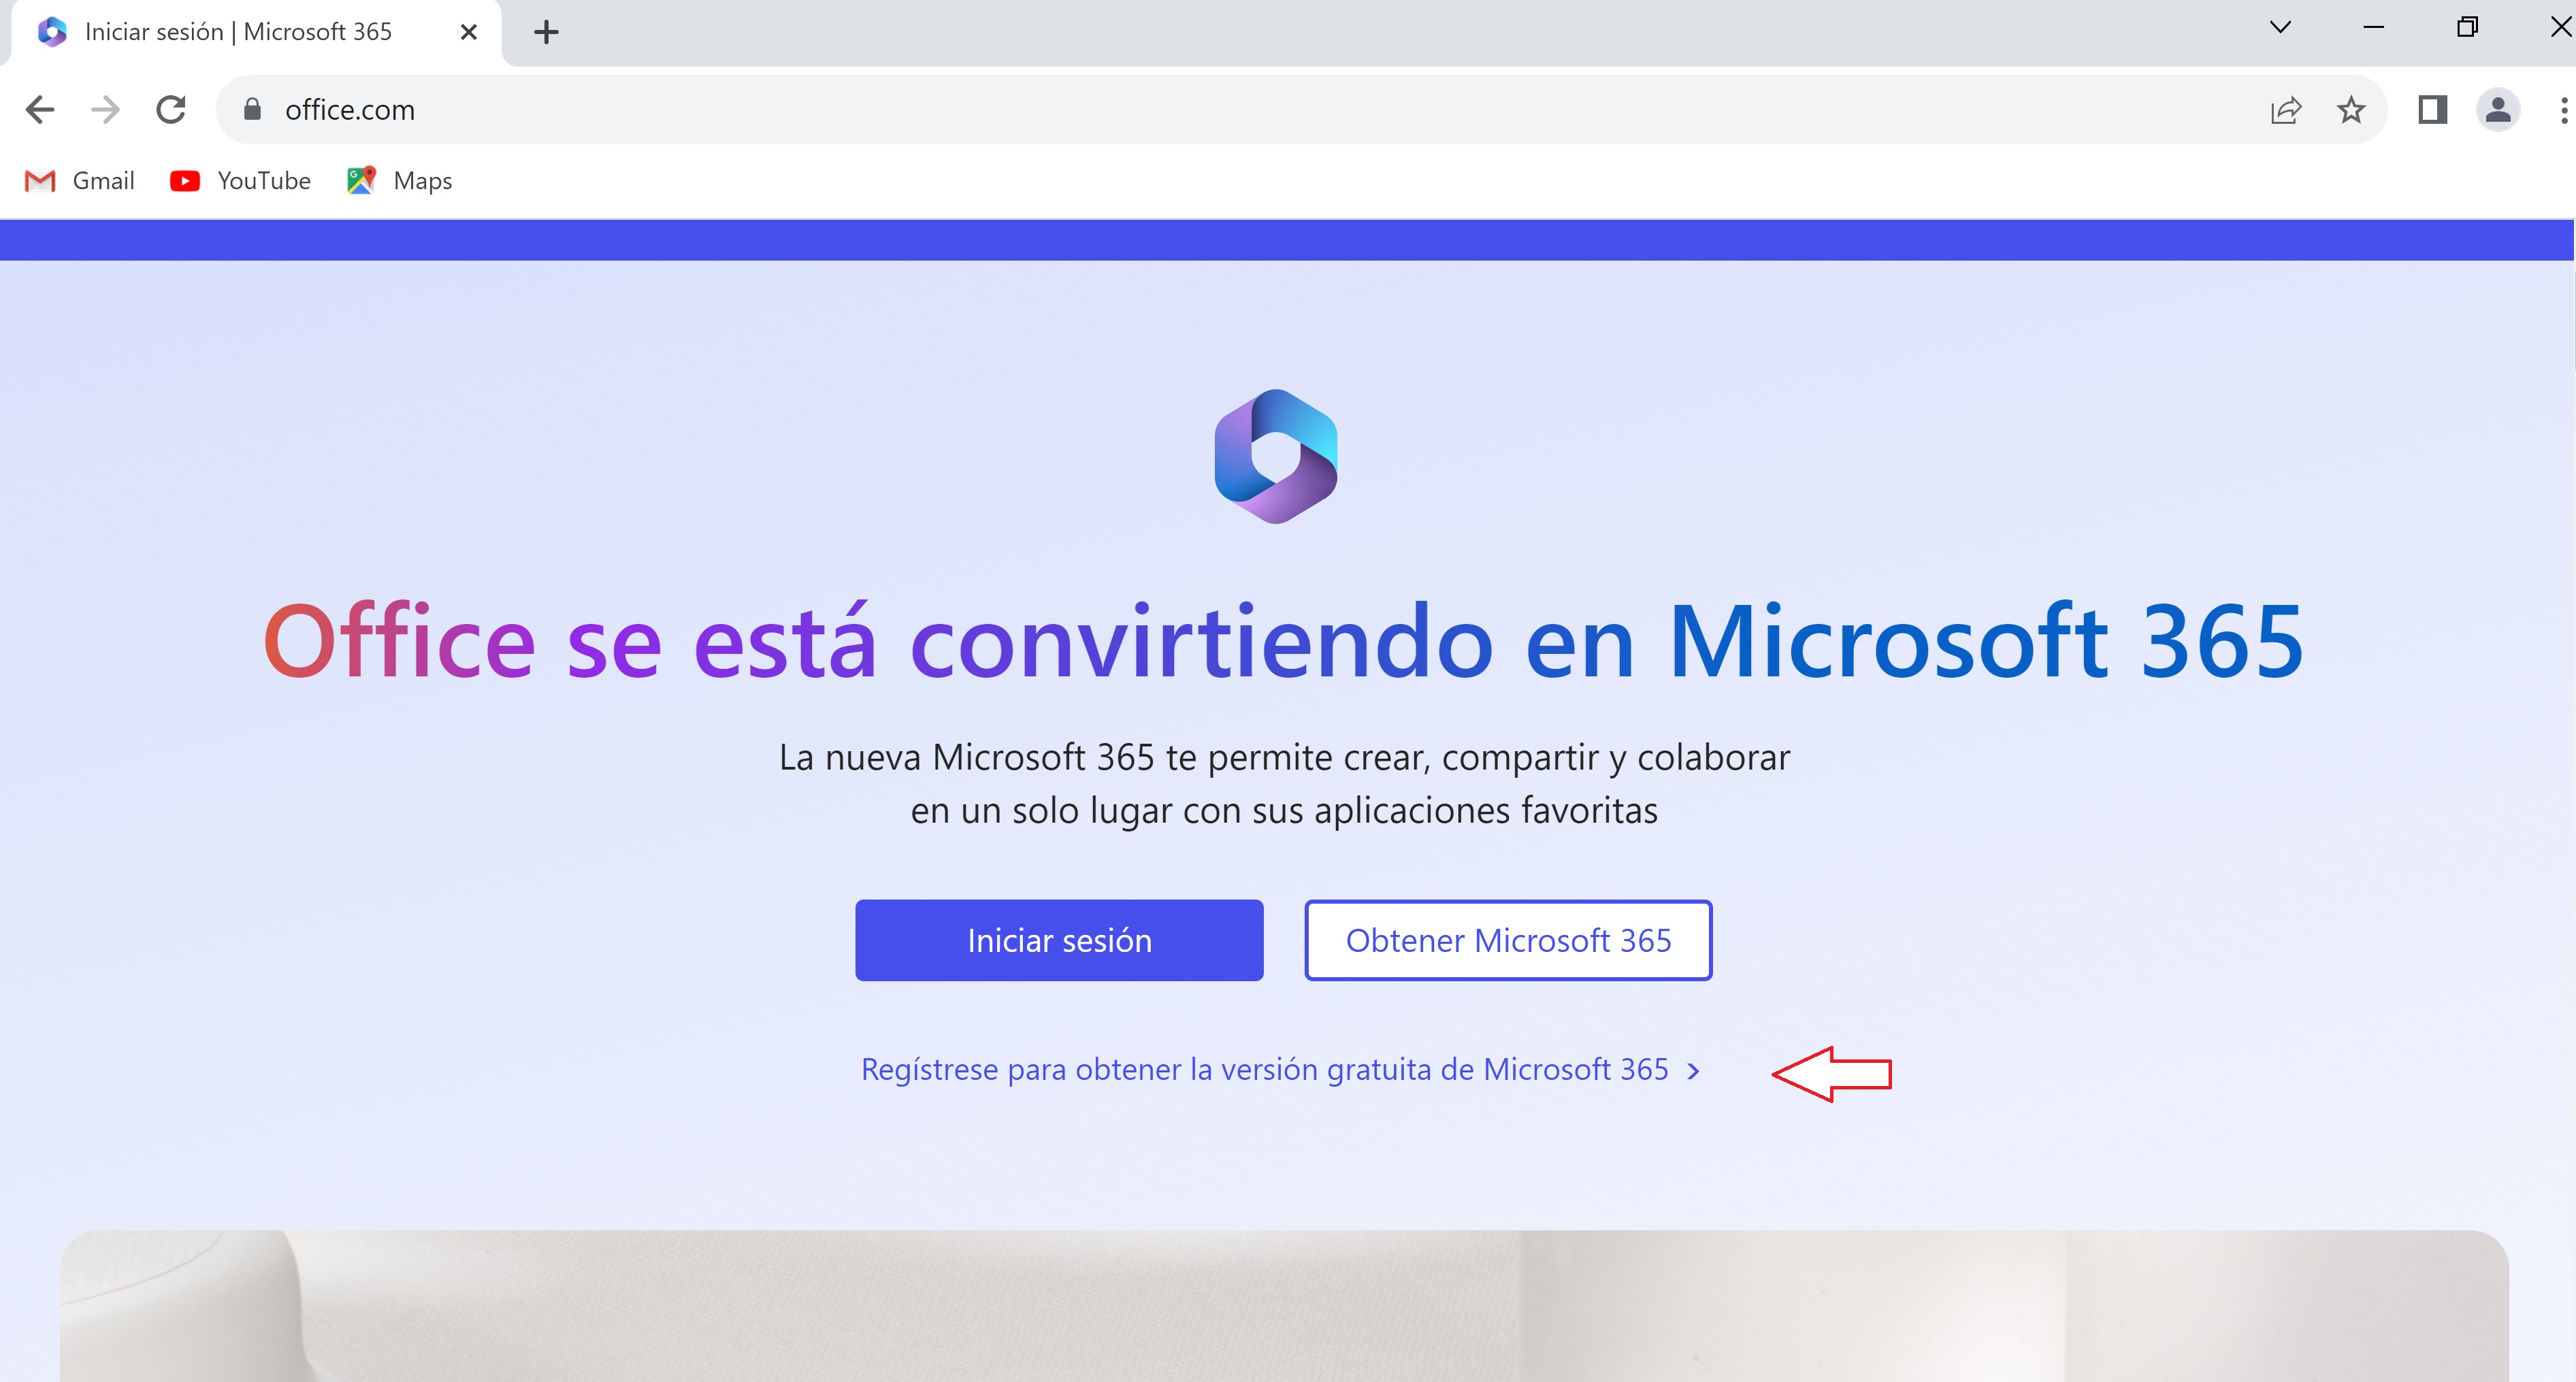 Iniciar sesión | Microsoft 365
office.com
Gmail YouTube Maps
Office se está convirtiendo en Microsoft 365
La nueva Microsoft 365 te permite crear, compartir y colaborar
en un solo lugar con sus aplicaciones favoritas
Iniciar sesión Obtener Microsoft 365
Regístrese para obtener la versión gratuita de Microsoft 365